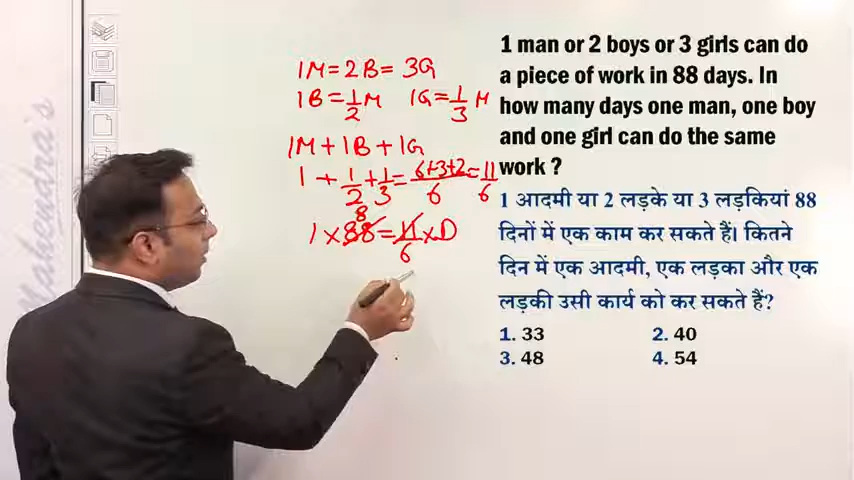 1M=2B=3G
1B=1/2 M 1G=1/3 M
1M+1B+1G
1+1/2+1/3=6+3+2/6=11/6
8
1×88=11/6×D
1 man or 2 boys or 3 girls can do
a piece of work in 88 days. In
how many days one man, one boy
and one girl can do the same
work ?
1 आदमी या 2 लड़के या 3 लड़कियां 88
दिनों में एक काम कर सकते हैं। कितने
दिन में एक आदमी, एक लड़का और एक
लड़की उसी कार्य को कर सकते हैं?
1. 33 2. 40
3. 48 4. 54
Mahendra's